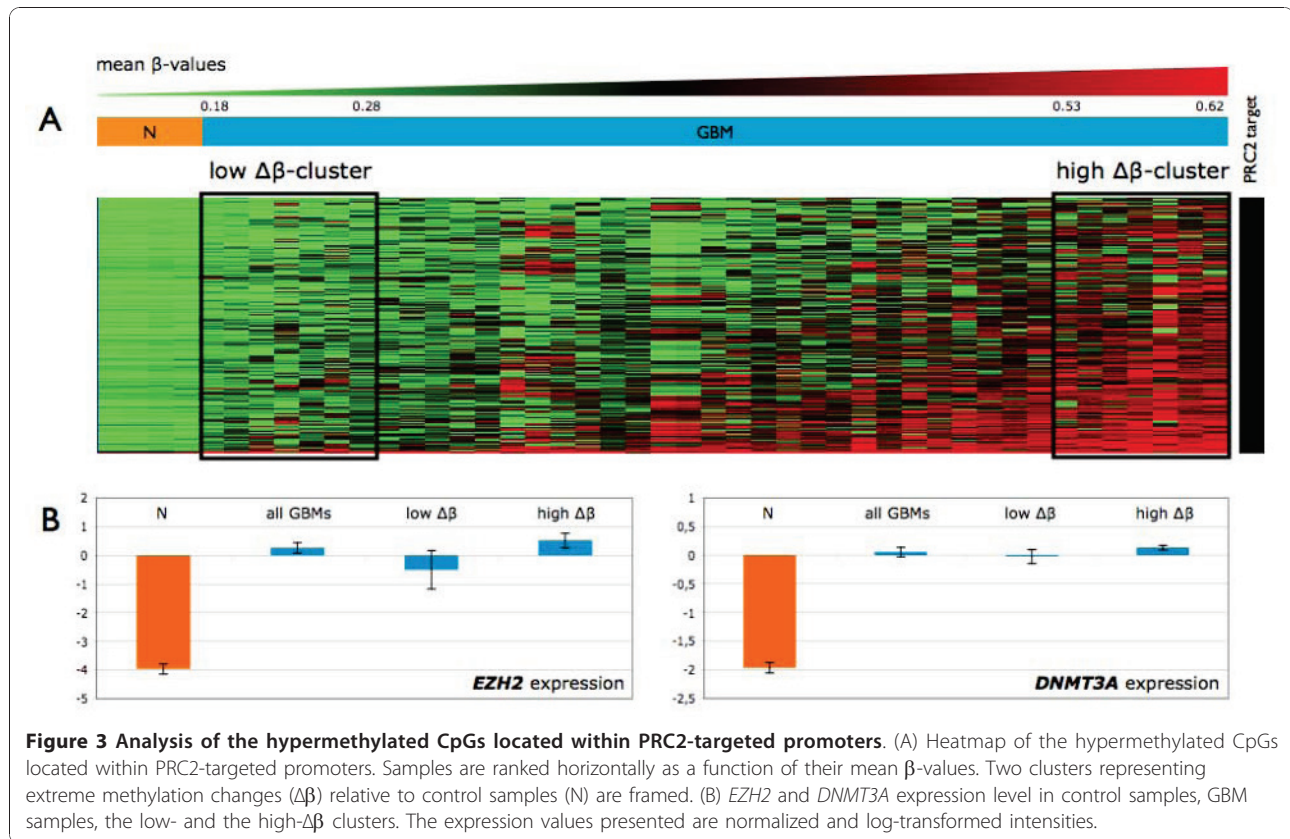 mean β-values
0.18 0.28 0.53 0.62
A
N GBM
low Δβ-cluster high Δβ-cluster
PRC2 target
B
2
1
0
-1
-2
-3
-4
-5
N all GBMs low Δβ high Δβ
EZH2 expression
1
0,5
0
-0,5
-1
-1,5
-2
-2,5
N all GBMs low Δβ high Δβ
DNMT3A expression
Figure 3 Analysis of the hypermethylated CpGs located within PRC2-targeted promoters. (A) Heatmap of the hypermethylated CpGs
located within PRC2-targeted promoters. Samples are ranked horizontally as a function of their mean β-values. Two clusters representing
extreme methylation changes (Δβ) relative to control samples (N) are framed. (B) EZH2 and DNMT3A expression level in control samples, GBM
samples, the low- and the high-Δβ clusters. The expression values presented are normalized and log-transformed intensities.